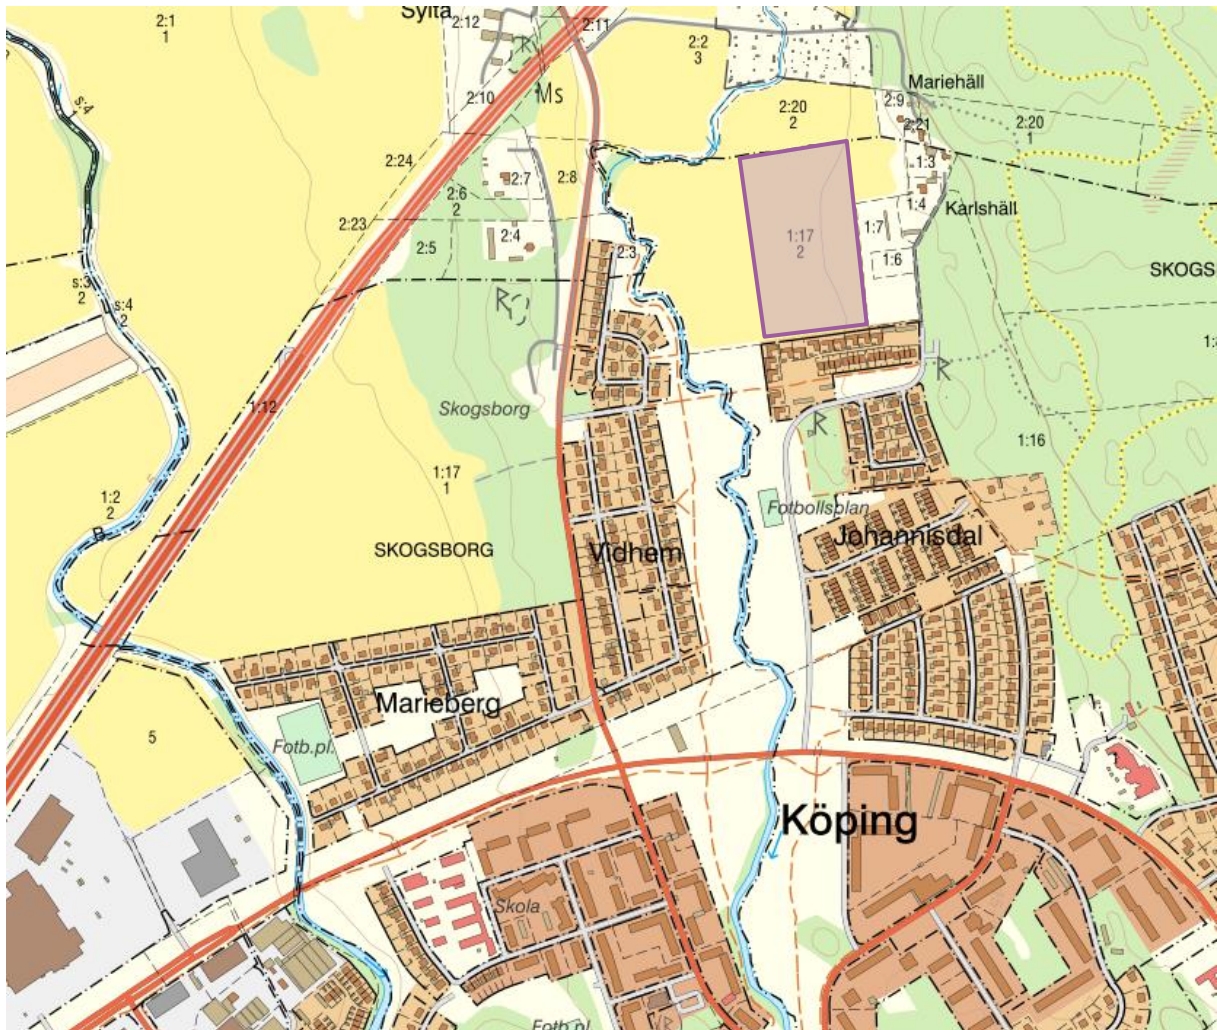 Sylta
2:12
2:11
2:1
1
2:2
3
R
2:10
Ms
s:4
Mariehäll
2:9
2:20
2
2:21
2:20
1
2:24
2:7
2:8
1:3
2:6
2
1:4
Karlshäll
2:23
2:5
2:4
2:3
1:17
2
1:7
1:6
SKOGS
s:3
2
s:4
2
R
R
Skogsborg
1:12
R
1:16
1:17
1
1:2
2
Fotbollsplan
SKOGSBORG
Vidhem
Johannisdal
Marieberg
5
Fotb.pl.
Köping
Skola
Fotb.pl.
R